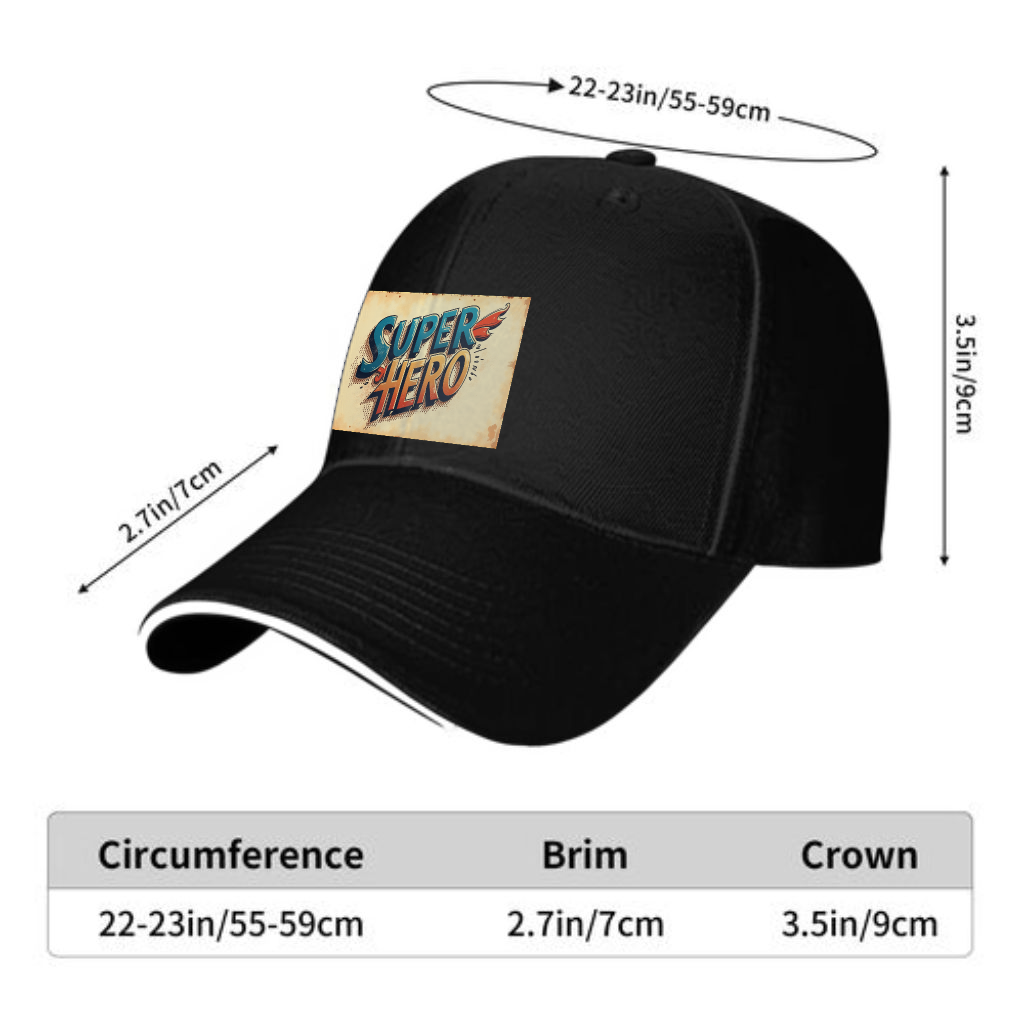 22-23in/55-59cm
SUPER
HERO
3.5in/9cm
2.7in/7cm
Circumference Brim Crown
22-23in/55-59cm 2.7in/7cm 3.5in/9cm